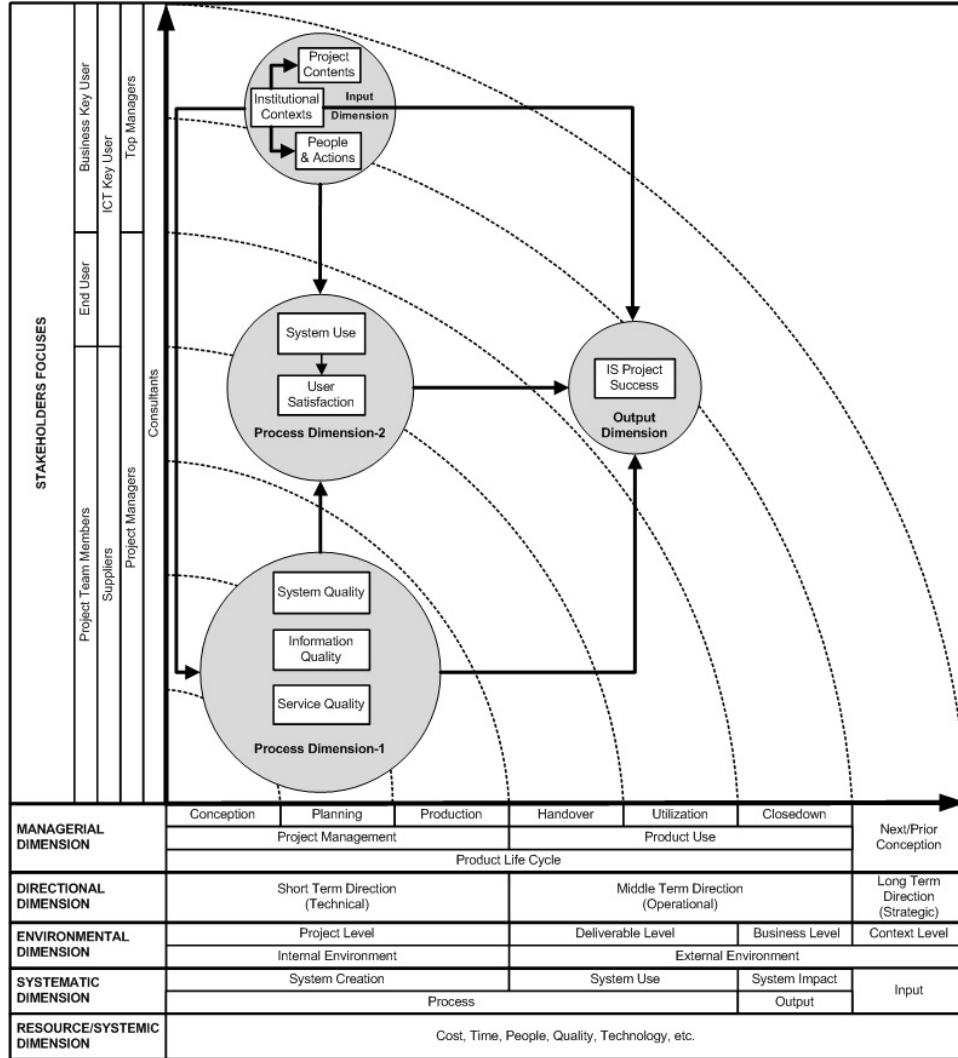 STAKEHOLDERS FOCUSES
Business Key User
End User
Project Team Members
ICT Key User
Suppliers
Top Managers
Project Managers
Consultants
Project
Contents
Institutional
Contexts
Input
Dimension
People
& Actions
System Use
User
Satisfaction
Process Dimension-2
IS Project
Success
Output
Dimension
System Quality
Information
Quality
Service Quality
Process Dimension-1
MANAGERIAL
DIMENSION
Conception
Planning
Production
Handover
Utilization
Closedown
Project Management
Product Use
Product Life Cycle
Next/Prior
Conception
DIRECTIONAL
DIMENSION
Short Term Direction
(Technical)
Middle Term Direction
(Operational)
Long Term
Direction
(Strategic)
ENVIRONMENTAL
DIMENSION
Project Level
Deliverable Level
Business Level
Context Level
Internal Environment
External Environment
SYSTEMATIC
DIMENSION
System Creation
System Use
System Impact
Process
Output
Input
RESOURCE/SYSTEMIC
DIMENSION
Cost, Time, People, Quality, Technology, etc.